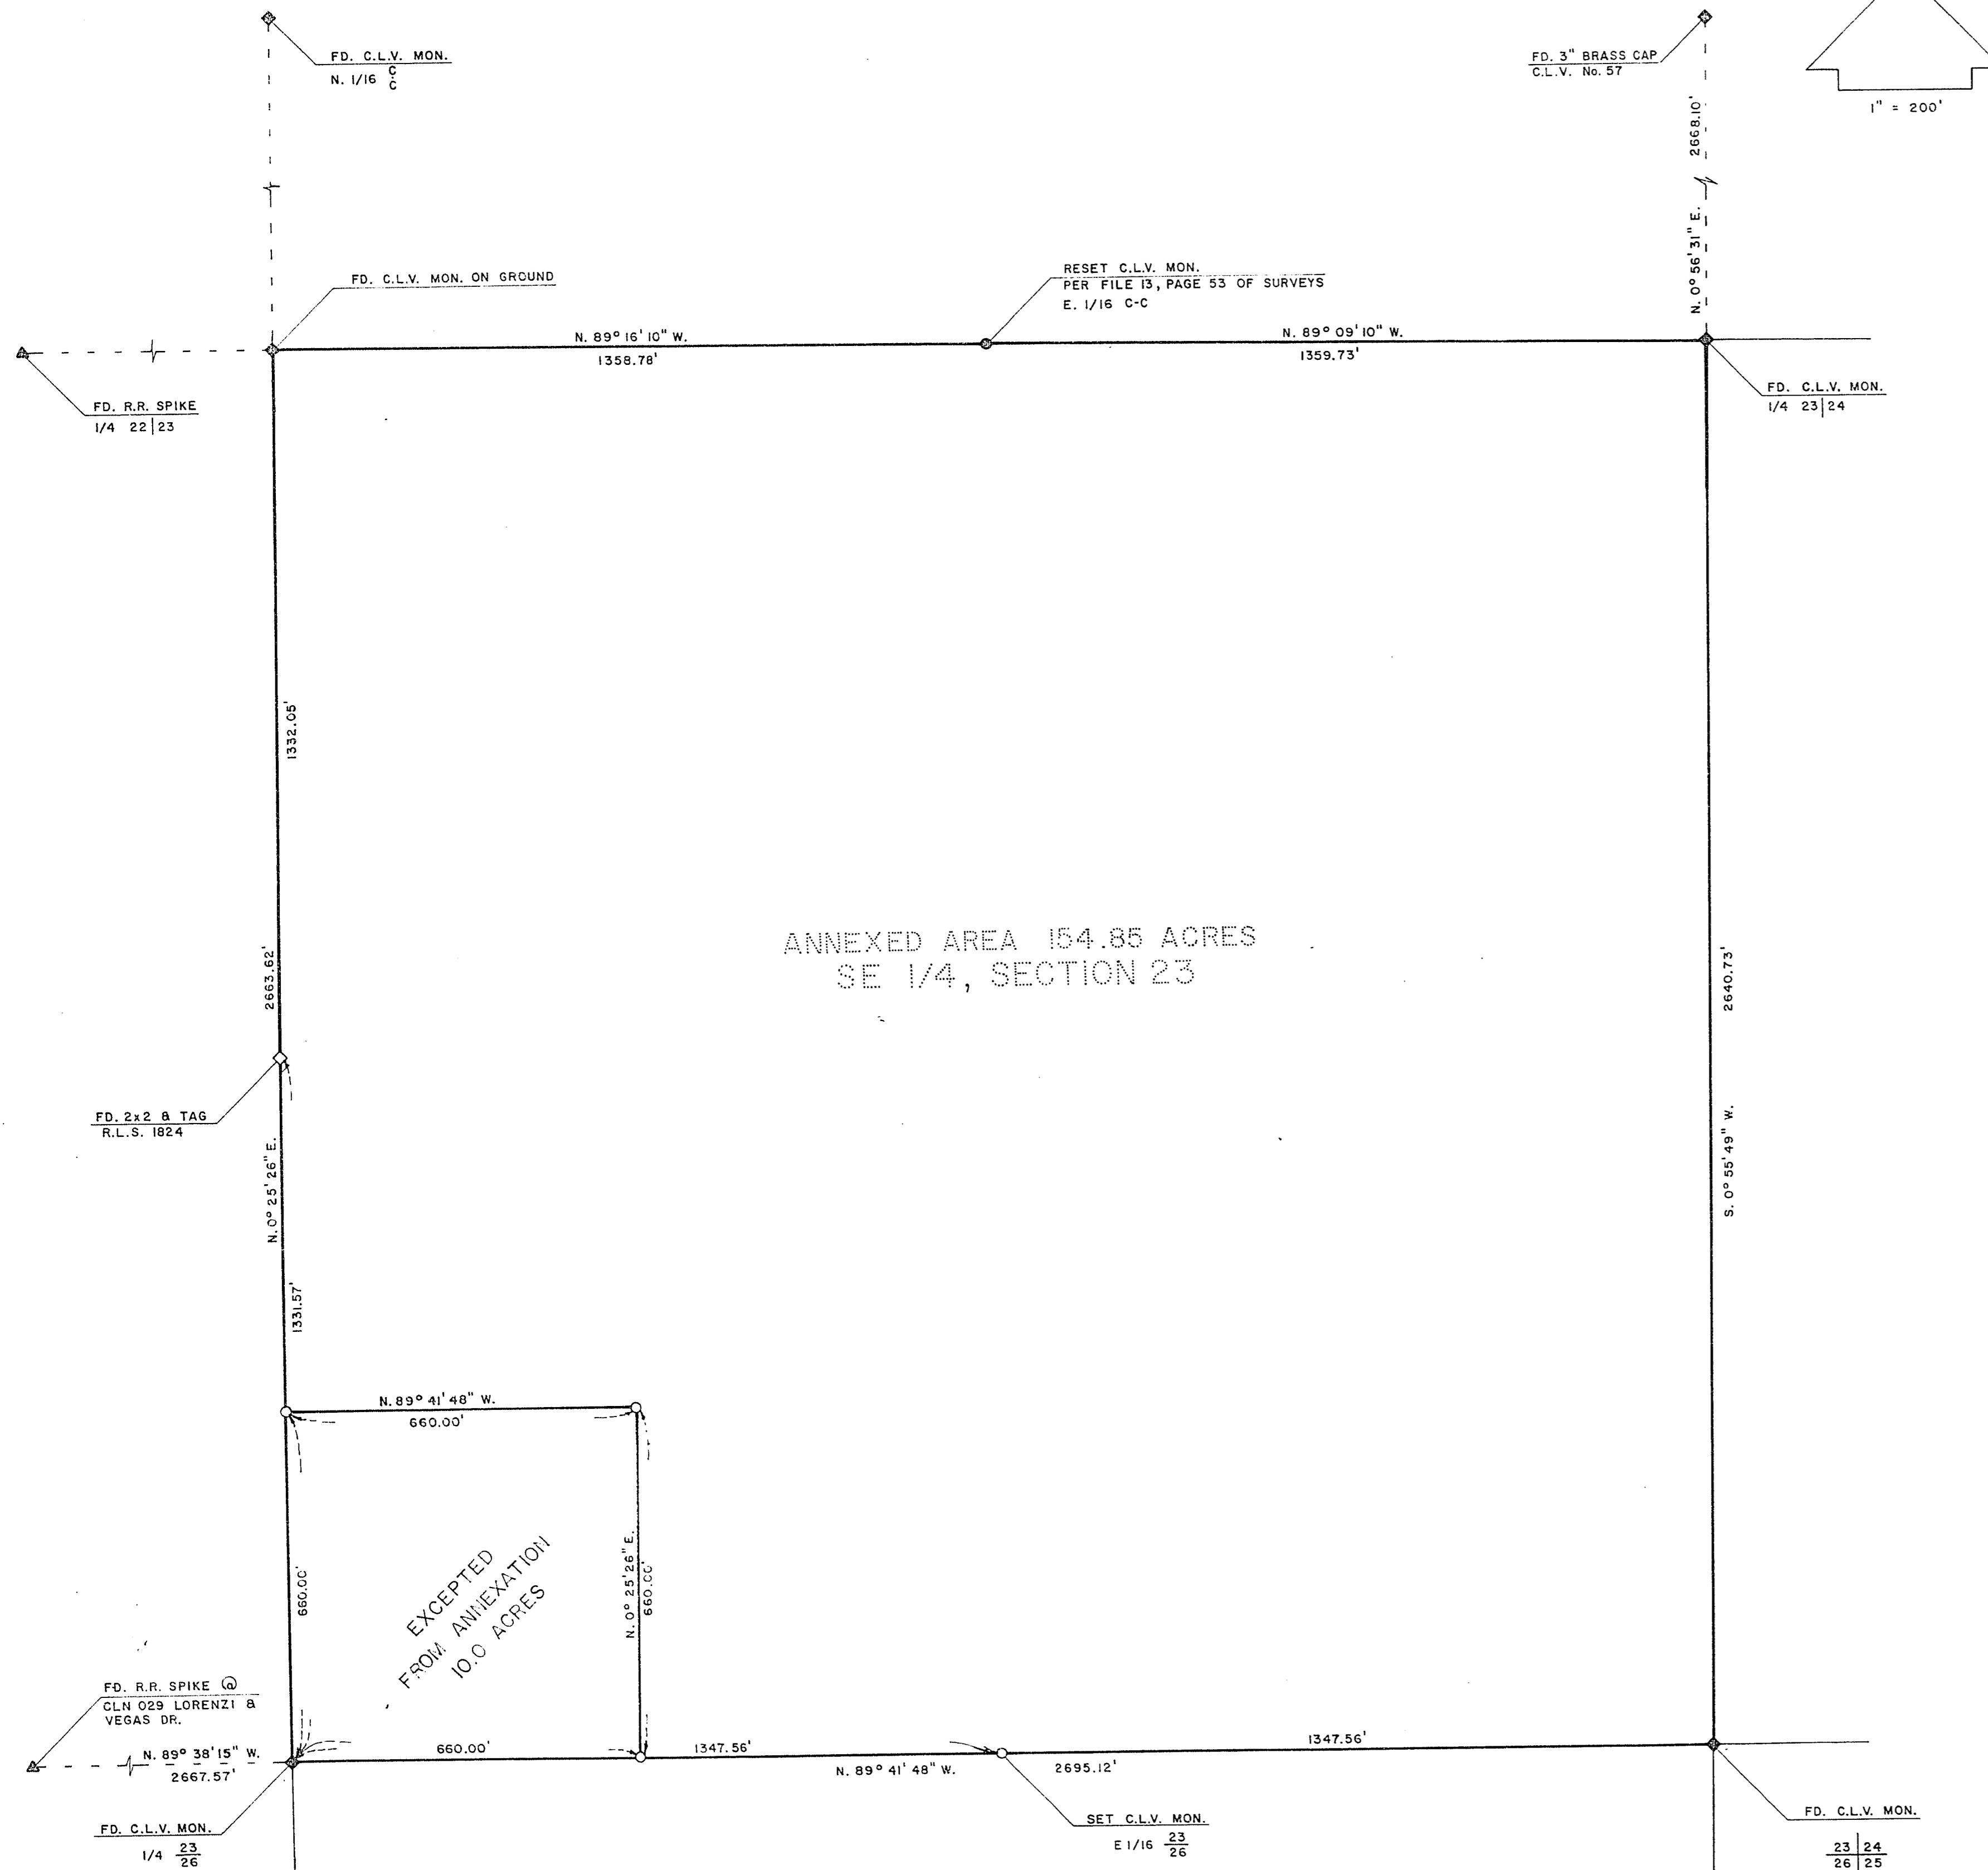 FD. C.L.V. MON.
N. 1/16 C
C
FD. 3" BRASS CAP
C.L.V. No. 57
1" = 200'
2668.10'
N. 0° 56' 31" E.
FD. C.L.V. MON. ON GROUND
RESET C.L.V. MON.
PER FILE 13, PAGE 53 OF SURVEYS
E. 1/16 C-C
N. 89° 16' 10" W.
1358.78'
N. 89° 09' 10" W.
1359.73'
FD. R.R. SPIKE
1/4 22|23
FD. C.L.V. MON.
1/4 23|24
1332.05'
2663.62'
ANNEXED AREA 154.85 ACRES
SE 1/4, SECTION 23
2640.73'
S. 0° 55' 49" W.
FD. 2x2 & TAG
R.L.S. 1824
N. 0° 25' 26" E.
1331.57'
N. 89° 41' 48" W.
660.00'
660.00'
EXCEPTED
FROM ANNEXATION
10.0 ACRES
N. 0° 25' 26" E.
660.00'
FD. R.R. SPIKE @
CLN 029 LORENZI &
VEGAS DR.
N. 89° 38' 15" W.
2667.57'
660.00'
1347.56'
1347.56'
N. 89° 41' 48" W.
2695.12'
FD. C.L.V. MON.
1/4 23
26
SET C.L.V. MON.
E 1/16 23
26
FD. C.L.V. MON.
23|24
26|25